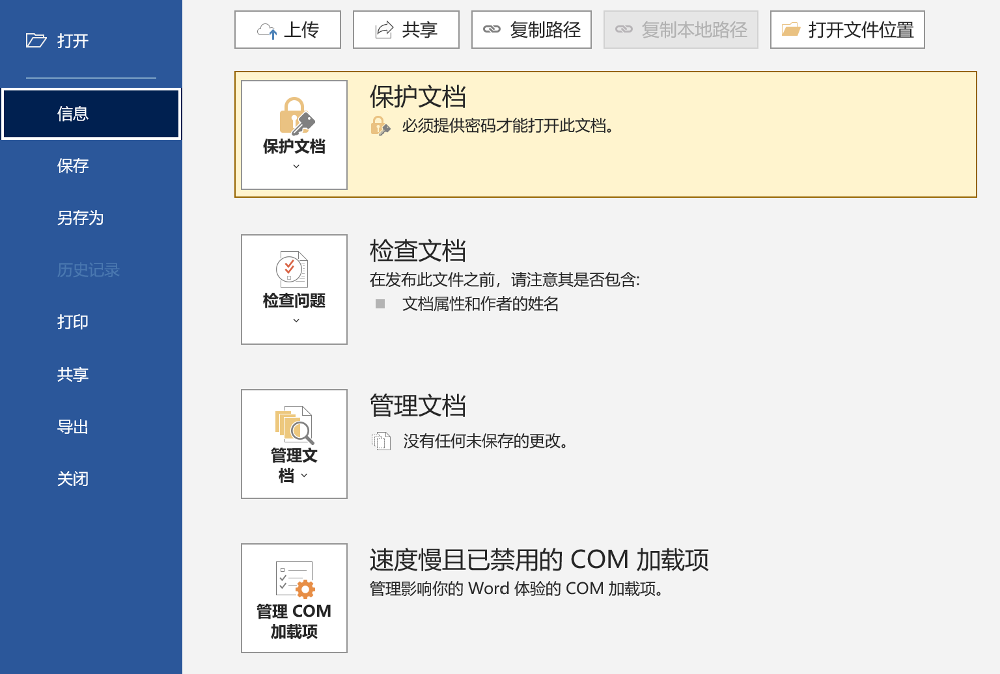 打开
信息
保存
另存为
历史记录
打印
共享
导出
关闭
上传
共享
复制路径
复制本地路径
打开文件位置
保护文档
保护文档
必须提供密码才能打开此文档。
检查问题
检查文档
在发布此文件之前，请注意其是否包含:
文档属性和作者的姓名
管理文
档
管理文档
没有任何未保存的更改。
管理 COM
加载项
速度慢且已禁用的 COM 加载项
管理影响你的 Word 体验的 COM 加载项。